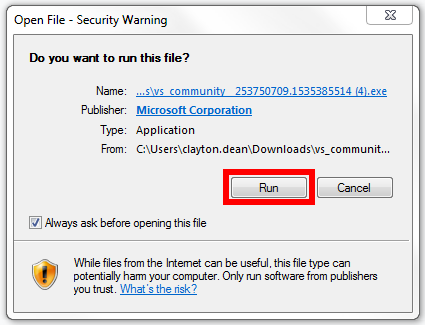 Open File - Security Warning
Do you want to run this file?
Name: ...s\vs_community__253750709.1535385514 (4).exe
Publisher: Microsoft Corporation
Type: Application
From: C:\Users\clayton.dean\Downloads\vs_communit...
Run Cancel
Always ask before opening this file
While files from the Internet can be useful, this file type can
potentially harm your computer. Only run software from publishers
you trust. What's the risk?